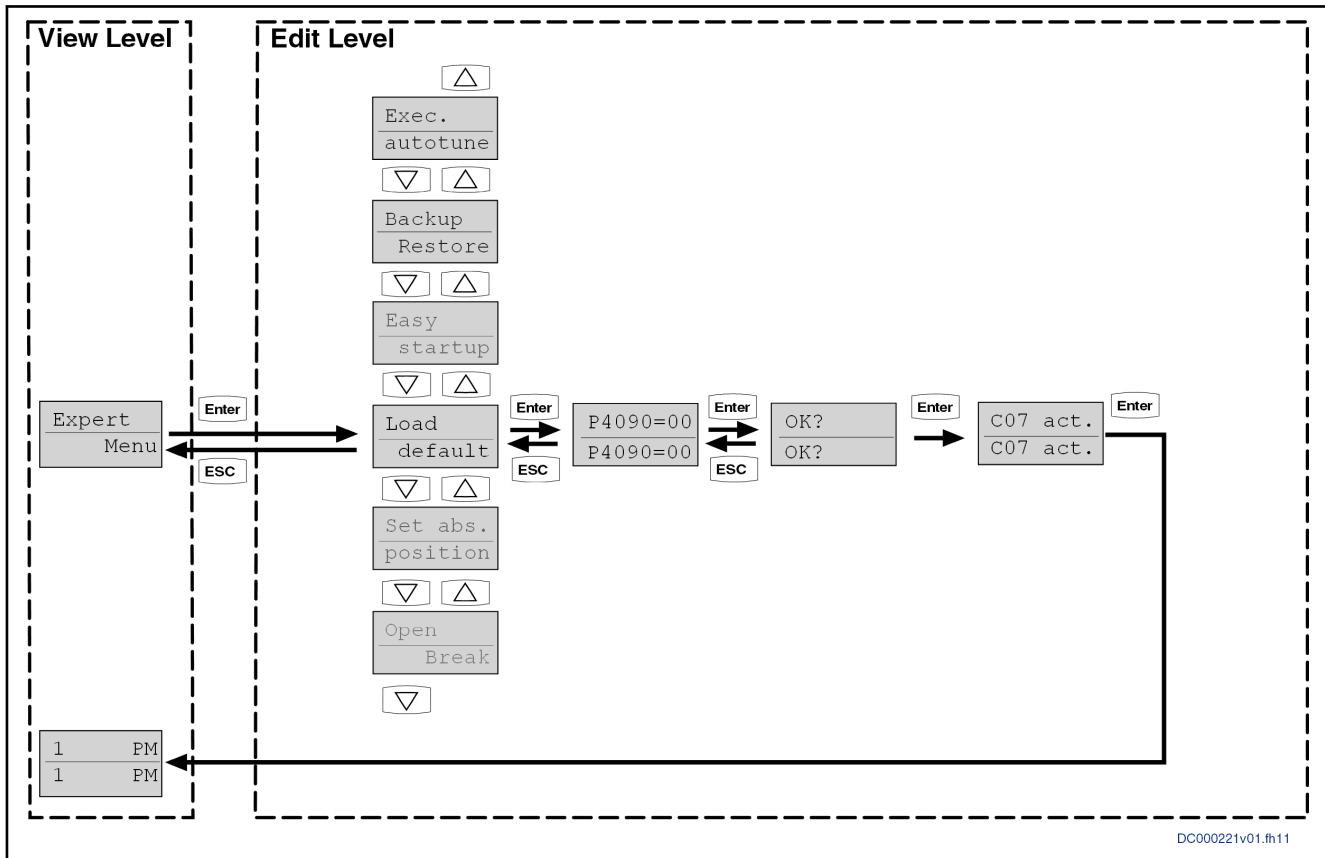 View Level
Edit Level
Exec.
autotune
Backup
Restore
Easy
startup
Expert
Menu
Enter
ESC
Load
default
Enter
ESC
P4090=00
P4090=00
Enter
ESC
OK?
OK?
Enter
C07 act.
C07 act.
Enter
Set abs.
position
Open
Break
1 PM
1 PM
DC000221v01.fh11